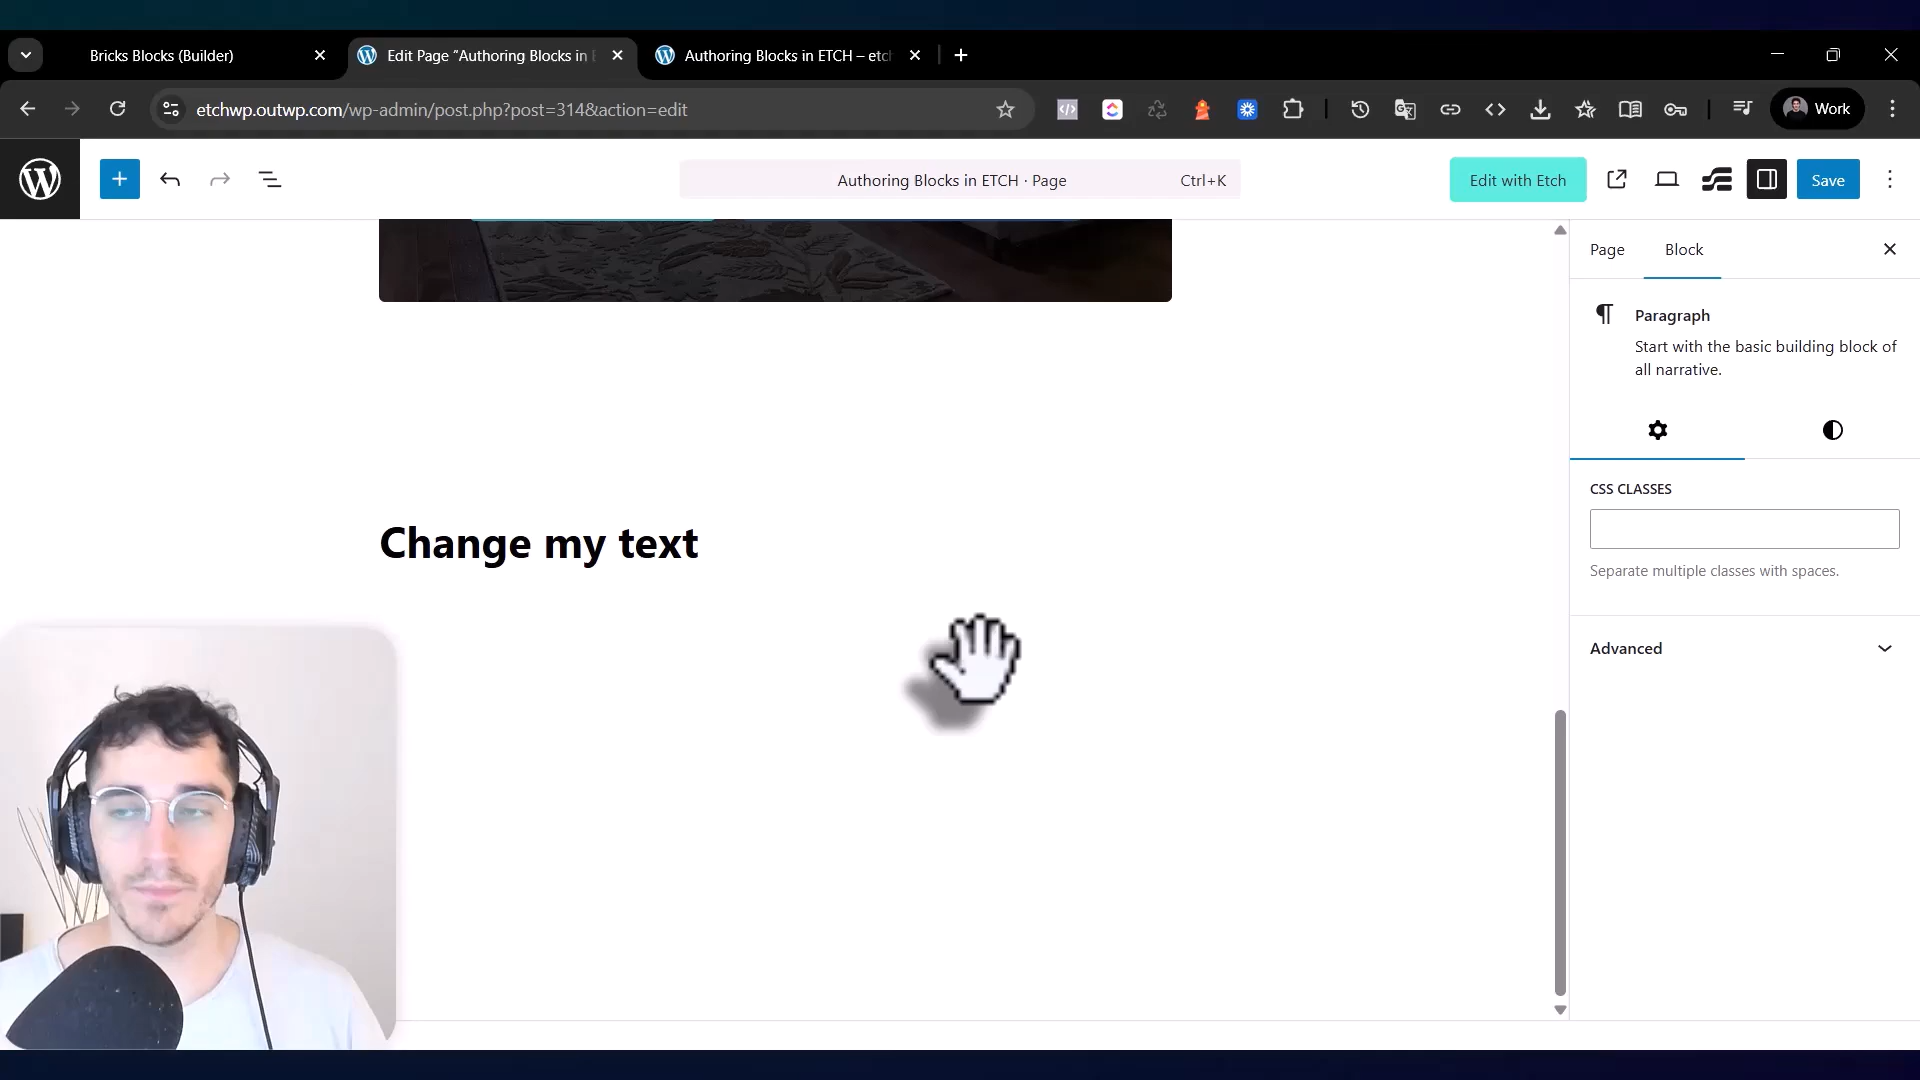 Bricks Blocks (Builder)
Edit Page “Authoring Blocks in
Authoring Blocks in ETCH – etch
etchwp.outwp.com/wp-admin/post.php?post=314&action=edit
Work
Authoring Blocks in ETCH · Page
Ctrl+K
Edit with Etch
Save
Page
Block
Paragraph
Start with the basic building block of
all narrative.
CSS CLASSES
Separate multiple classes with spaces.
Advanced
Change my text